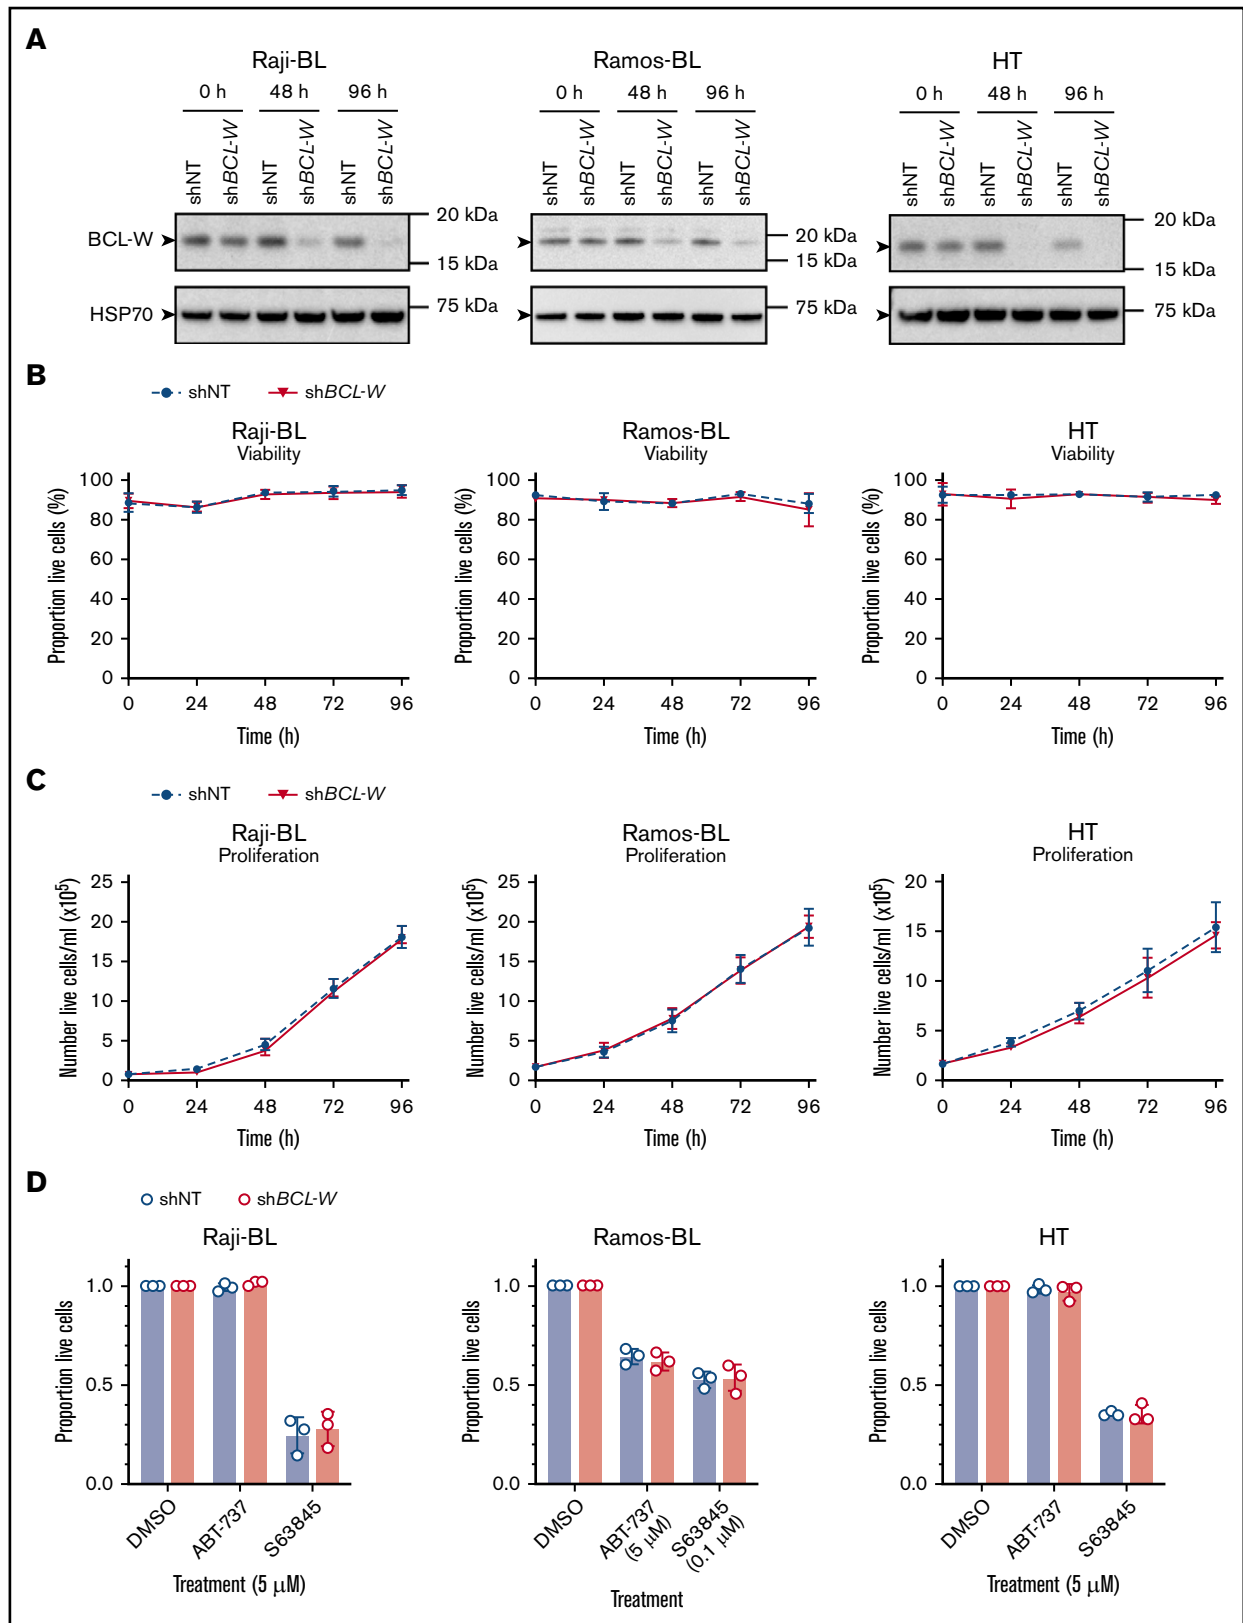 A
Raji-BL
Ramos-BL
HT
0 h 48 h 96 h
0 h 48 h 96 h
0 h 48 h 96 h
shNT shBCL-W shNT shBCL-W shNT shBCL-W
shNT shBCL-W shNT shBCL-W shNT shBCL-W
shNT shBCL-W shNT shBCL-W shNT shBCL-W
BCL-W
20 kDa
15 kDa
20 kDa
15 kDa
20 kDa
15 kDa
HSP70
75 kDa
75 kDa
75 kDa
B
shNT shBCL-W
Raji-BL
Viability
Proportion live cells (%)
100
80
60
40
20
0
0 24 48 72 96
Time (h)
Ramos-BL
Viability
Proportion live cells (%)
100
80
60
40
20
0
0 24 48 72 96
Time (h)
HT
Viability
Proportion live cells (%)
100
80
60
40
20
0
0 24 48 72 96
Time (h)
C
shNT shBCL-W
Raji-BL
Proliferation
Number live cells/ml (x10⁵)
25
20
15
10
5
0
0 24 48 72 96
Time (h)
Ramos-BL
Proliferation
Number live cells/ml (x10⁵)
25
20
15
10
5
0
0 24 48 72 96
Time (h)
HT
Proliferation
Number live cells/ml (x10⁵)
20
15
10
5
0
0 24 48 72 96
Time (h)
D
shNT shBCL-W
Raji-BL
Proportion live cells
1.0
0.5
0.0
DMSO
ABT-737
S63845
Treatment (5 μM)
Ramos-BL
Proportion live cells
1.0
0.5
0.0
DMSO
ABT-737
(5 μM)
S63845
(0.1 μM)
Treatment
HT
Proportion live cells
1.0
0.5
0.0
DMSO
ABT-737
S63845
Treatment (5 μM)